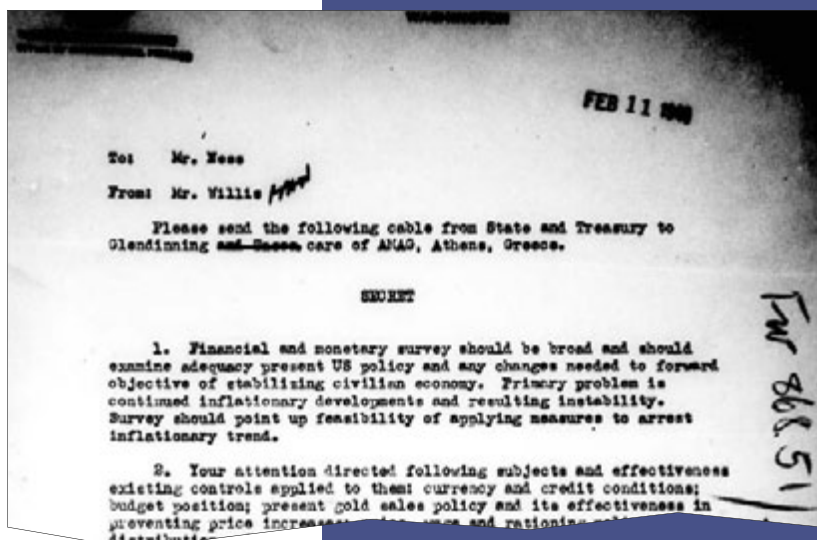 WASHINGTON
FEB 11
To: Mr. Ness
From: Mr. Willis
Please send the following cable from State and Treasury to
Glendinning care of AMAG, Athens, Greece.
SECRET
1. Financial and monetary survey should be broad and should
examine adequacy present US policy and any changes needed to forward
objective of stabilizing civilian economy. Primary problem is
continued inflationary developments and resulting instability.
Survey should point up feasibility of applying measures to arrest
inflationary trend.
2. Your attention directed following subjects and effectiveness
existing controls applied to them: currency and credit conditions;
budget position; present gold sales policy and its effectiveness in
preventing price increases; and rationing
868.51